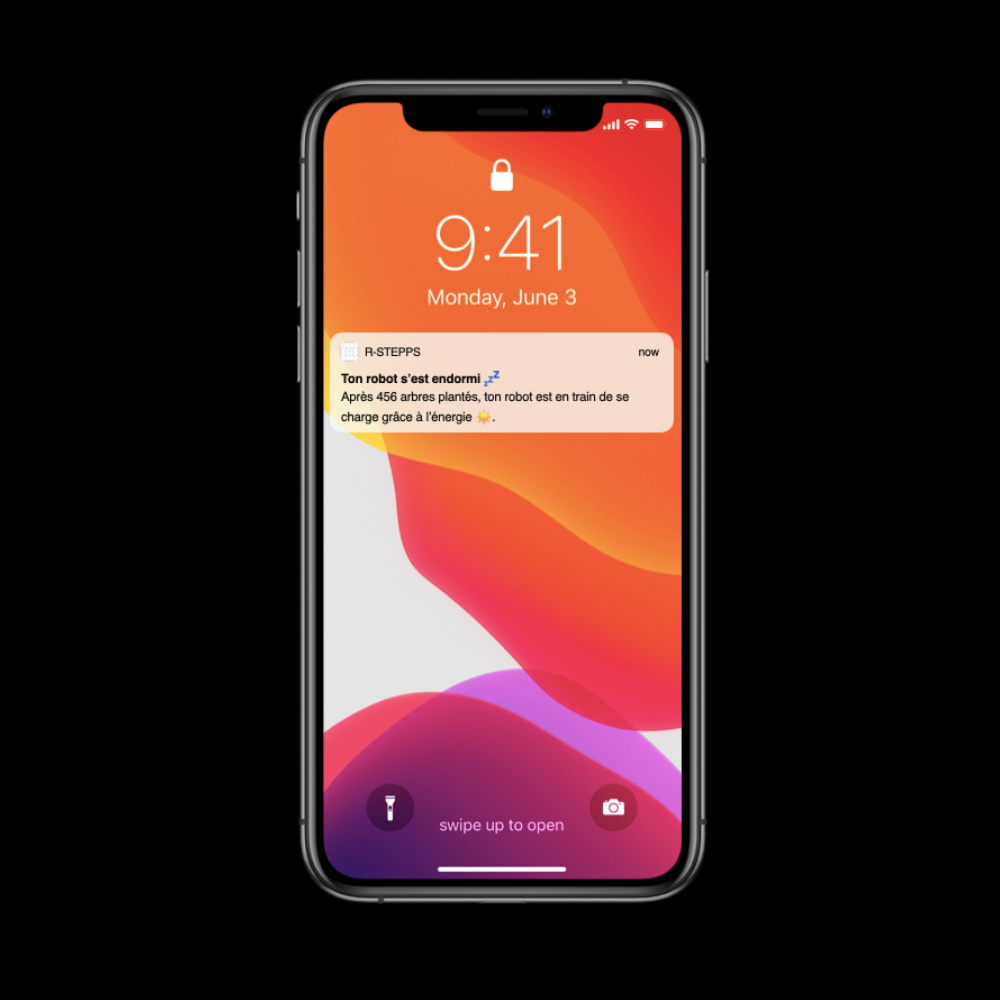 9:41
Monday, June 3
R-STEPPS now
Ton robot s'est endormi 💤
Après 456 arbres plantés, ton robot est en train de se
charge grâce à l'énergie ☀️.
swipe up to open